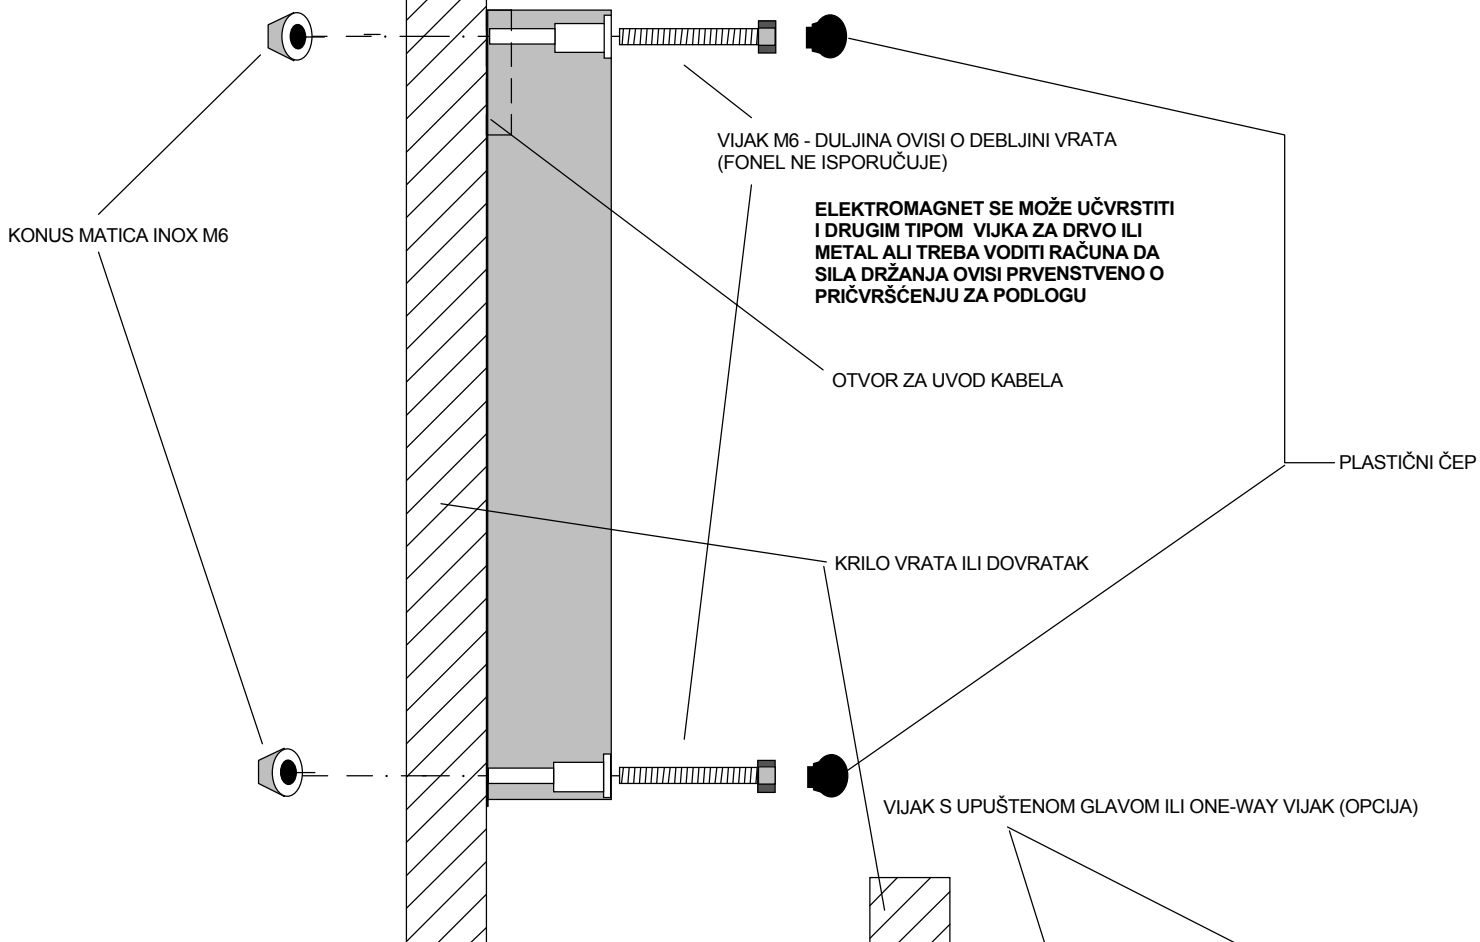 VIJAK M6 - DULJINA OVISI O DEBLJINI VRATA
(FONEL NE ISPORUČUJE)
ELEKTROMAGNET SE MOŽE UČVRSTITI
I DRUGIM TIPOM VIJKA ZA DRVO ILI
METAL ALI TREBA VODITI RAČUNA DA
SILA DRŽANJA OVISI PRVENSTVENO O
PRIČVRŠĆENJU ZA PODLOGU
KONUS MATICA INOX M6
OTVOR ZA UVOD KABELA
PLASTIČNI ČEP
KRILO VRATA ILI DOVRATAK
VIJAK S UPUŠTENOM GLAVOM ILI ONE-WAY VIJAK (OPCIJA)